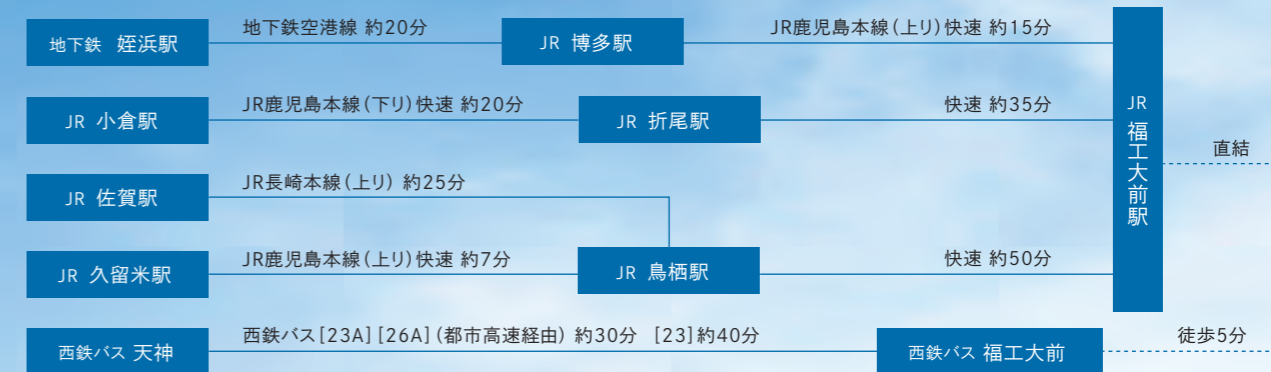 地下鉄 姪浜駅 地下鉄空港線 約20分 JR 博多駅 JR鹿児島本線(上り)快速 約15分
JR 小倉駅 JR鹿児島本線(下り)快速 約20分 JR 折尾駅 快速 約35分
JR 佐賀駅 JR長崎本線(上り) 約25分
JR 久留米駅 JR鹿児島本線(上り)快速 約7分 JR 鳥栖駅 快速 約50分
JR 福工大前駅
直結
西鉄バス 天神 西鉄バス[23A][26A](都市高速経由) 約30分 [23]約40分 西鉄バス 福工大前 徒歩5分